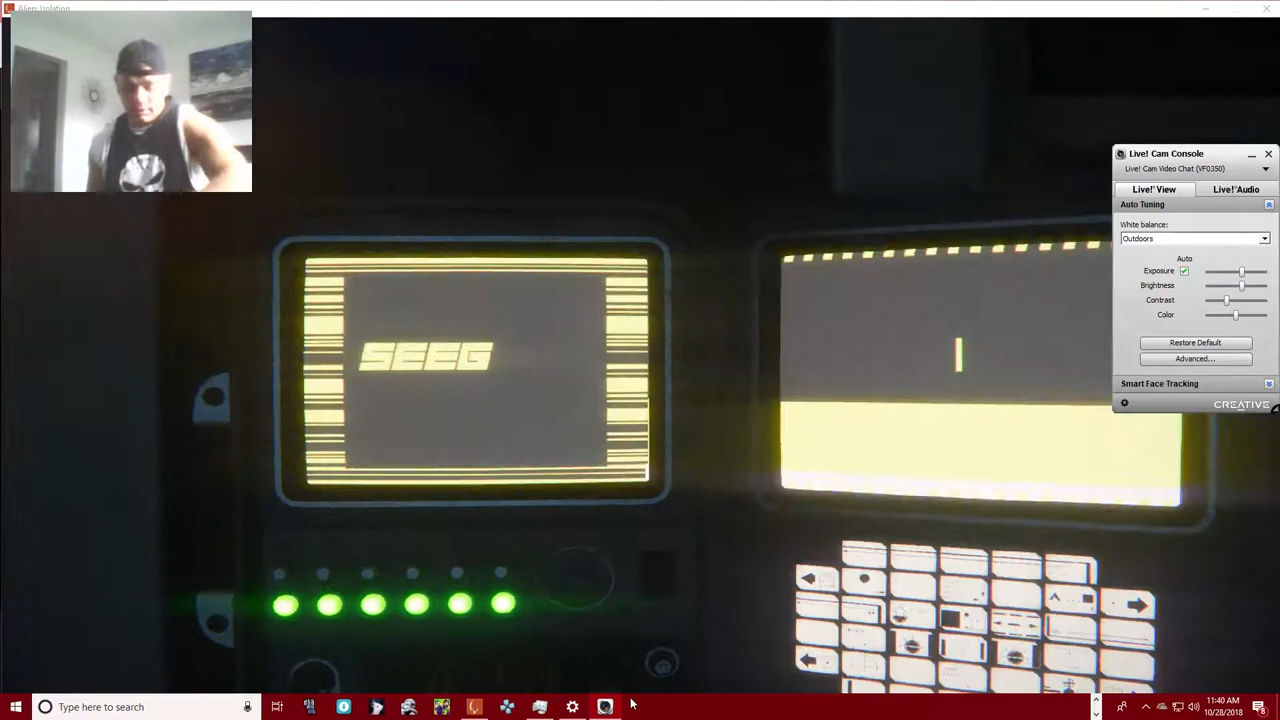 Alien: Isolation
Live! Cam Console
Live! Cam Video Chat (VF0350)
Live! View
Live! Audio
Auto Tuning
White balance:
Outdoors
Auto
Exposure
Brightness
Contrast
Color
Restore Default
Advanced...
Smart Face Tracking
CREATIVE
SEEG
Type here to search
11:40 AM
10/28/2018
8